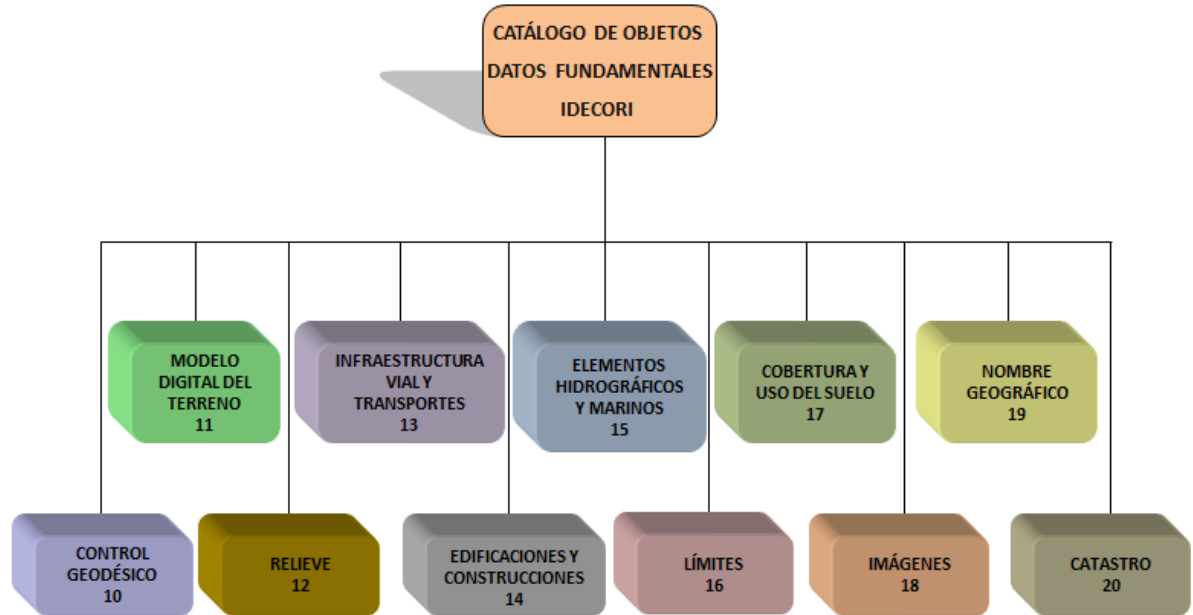 CATÁLOGO DE OBJETOS
DATOS FUNDAMENTALES
IDECORI
MODELO
DIGITAL DEL
TERRENO
11
INFRAESTRUCTURA
VIAL Y
TRANSPORTES
13
ELEMENTOS
HIDROGRÁFICOS
Y MARINOS
15
COBERTURA Y
USO DEL SUELO
17
NOMBRE
GEOGRÁFICO
19
CONTROL
GEODÉSICO
10
RELIEVE
12
EDIFICACIONES Y
CONSTRUCCIONES
14
LÍMITES
16
IMÁGENES
18
CATASTRO
20